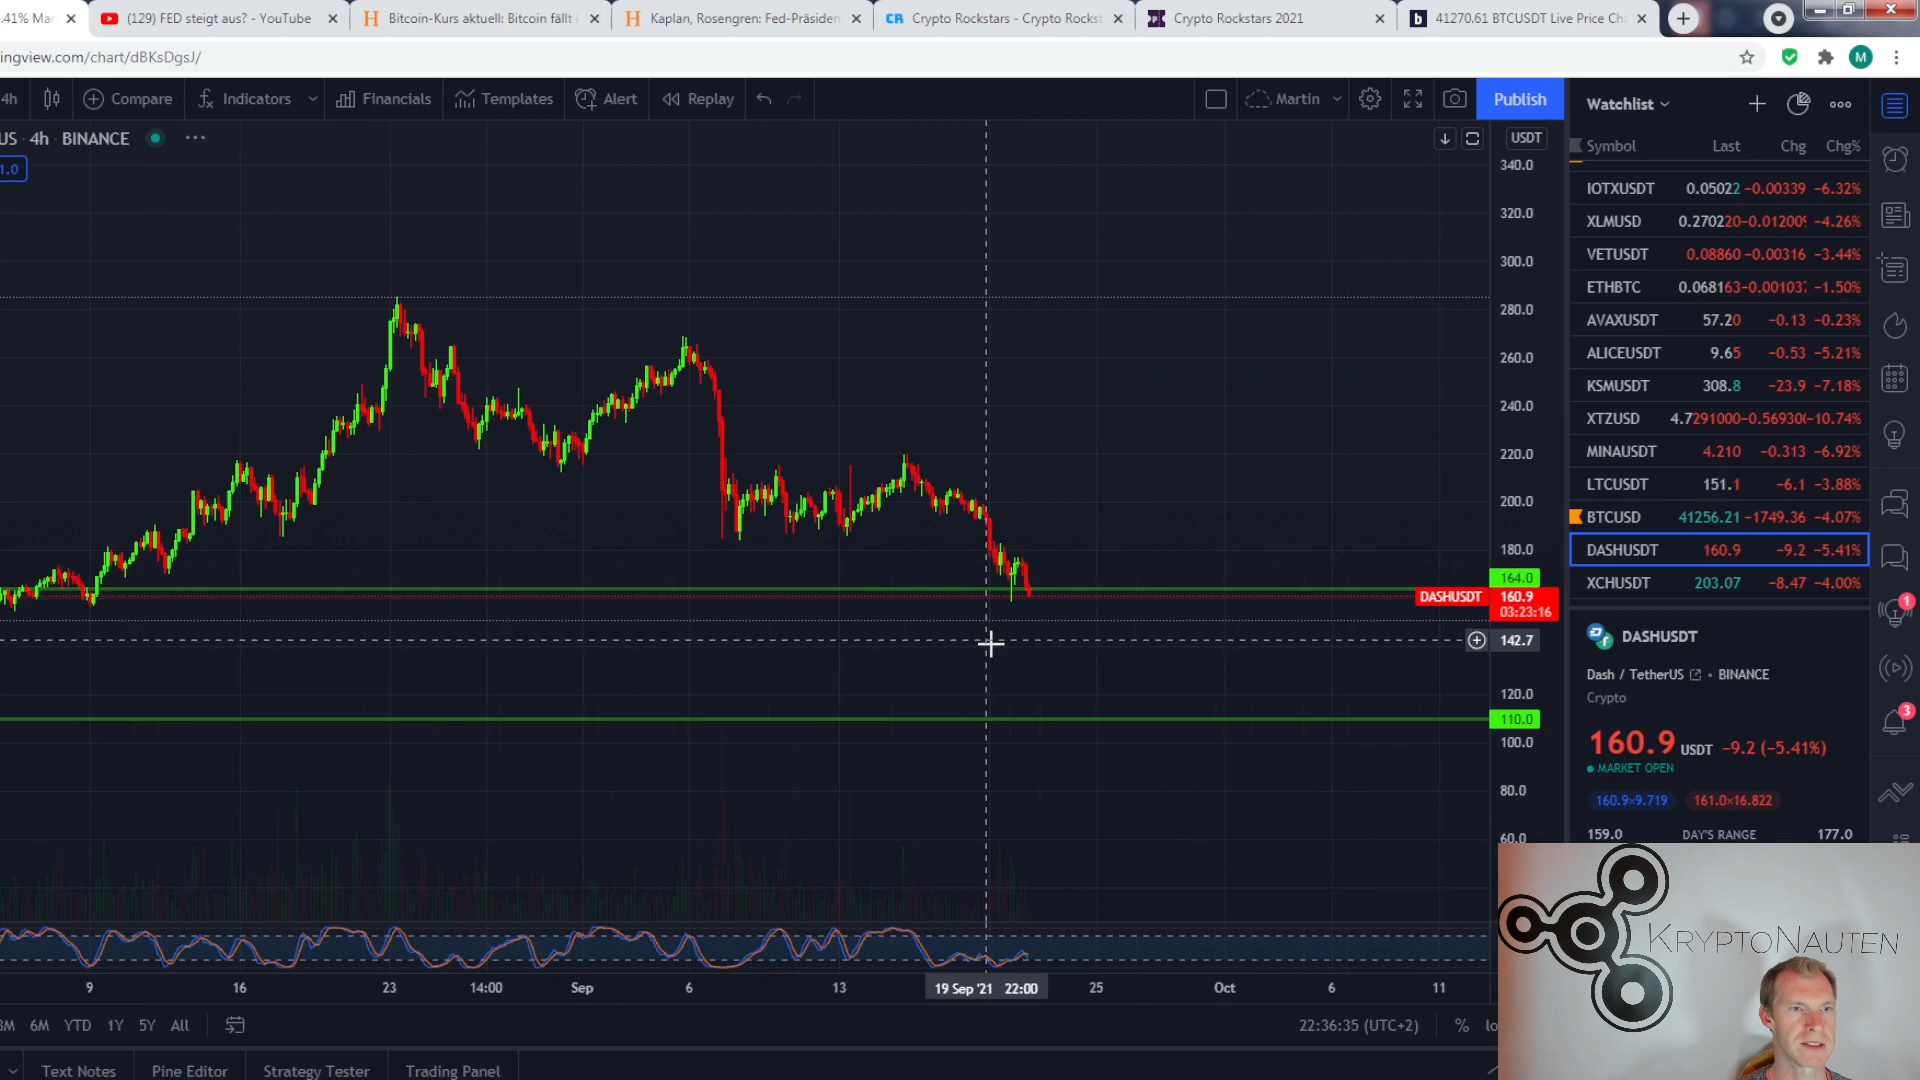 .41% Mar
(129) FED steigt aus? - YouTube
Bitcoin-Kurs aktuell: Bitcoin fällt i
Kaplan, Rosengren: Fed-Präsiden
Crypto Rockstars - Crypto Rockst
Crypto Rockstars 2021
41270.61 BTCUSDT Live Price Ch
ingview.com/chart/dBKsDgsJ/
M
4h
Compare
Indicators
Financials
Templates
Alert
Replay
Martin
Publish
US 4h BINANCE
1.0
USDT
340.0
320.0
300.0
280.0
260.0
240.0
220.0
200.0
180.0
164.0
DASHUSDT 160.9
03:23:16
142.7
120.0
110.0
100.0
80.0
60.0
9 16 23 14:00 Sep 6 13 19 Sep '21 22:00 25 Oct 6 11
3M 6M YTD 1Y 5Y All
22:36:35 (UTC+2) % lo
Text Notes Pine Editor Strategy Tester Trading Panel
Watchlist
Symbol Last Chg Chg%
IOTXUSDT 0.05022 −0.00339 −6.32%
XLMUSD 0.270220 −0.012009 −4.26%
VETUSDT 0.08860 −0.00316 −3.44%
ETHBTC 0.068163 −0.001037 −1.50%
AVAXUSDT 57.20 −0.13 −0.23%
ALICEUSDT 9.65 −0.53 −5.21%
KSMUSDT 308.8 −23.9 −7.18%
XTZUSD 4.7291000 −0.56930 −10.74%
MINAUSDT 4.210 −0.313 −6.92%
LTCUSDT 151.1 −6.1 −3.88%
BTCUSD 41256.21 −1749.36 −4.07%
DASHUSDT 160.9 −9.2 −5.41%
XCHUSDT 203.07 −8.47 −4.00%
1
3
DASHUSDT
Dash / TetherUS • BINANCE
Crypto
160.9 USDT −9.2 (−5.41%)
MARKET OPEN
160.9×9.719 161.0×16.822
159.0 DAY'S RANGE 177.0
KRYPTONAUTEN